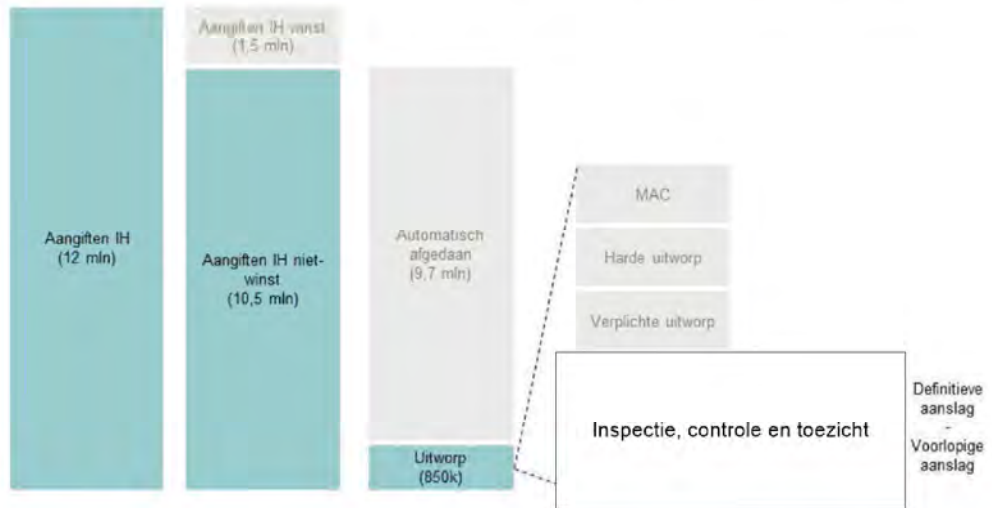 Aangiften IH
(12 mln)
Aangiften IH winst
(1,5 mln)
Aangiften IH niet-
winst
(10,5 mln)
Automatisch
afgedaan
(9,7 mln)
Uitworp
(850k)
MAC
Harde uitworp
Verplichte uitworp
Inspectie, controle en toezicht
Definitieve
aanslag
-
Voorlopige
aanslag